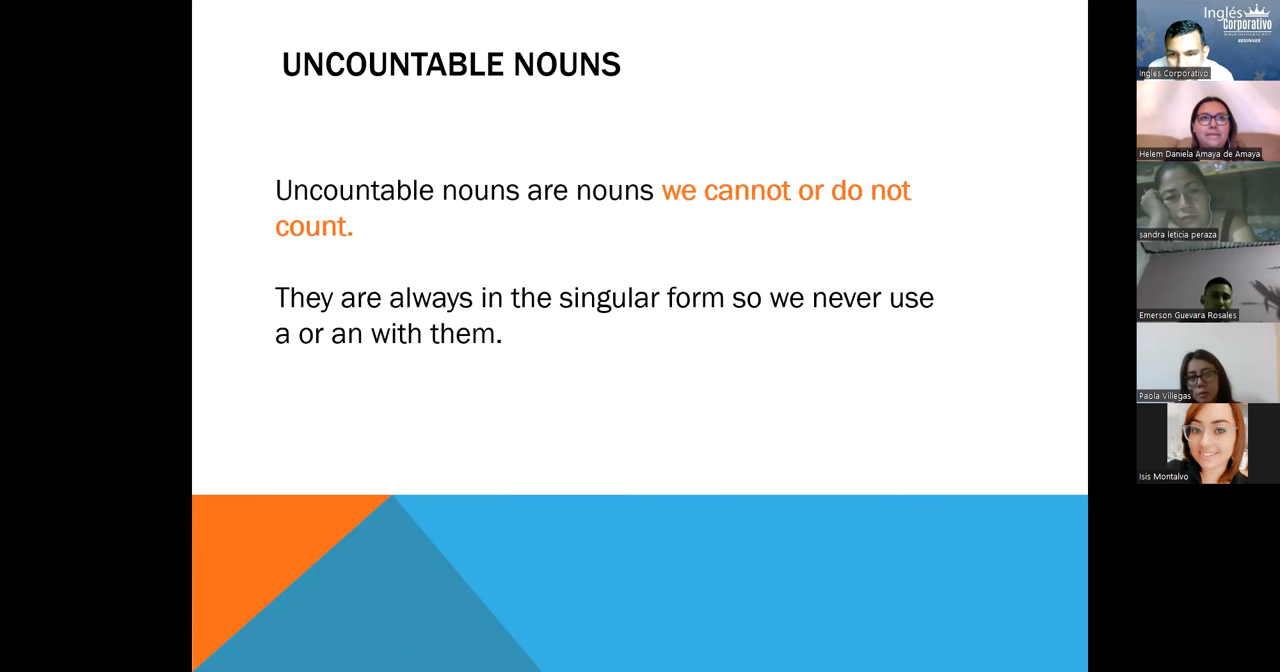 UNCOUNTABLE NOUNS
Uncountable nouns are nouns we cannot or do not
count.
They are always in the singular form so we never use
a or an with them.
Inglés
Corporativo
BEGINNER
Inglés Corporativo
Helem Daniela Amaya de Amaya
sandra leticia peraza
Emerson Guevara Rosales
Paola Villegas
Isis Montalvo